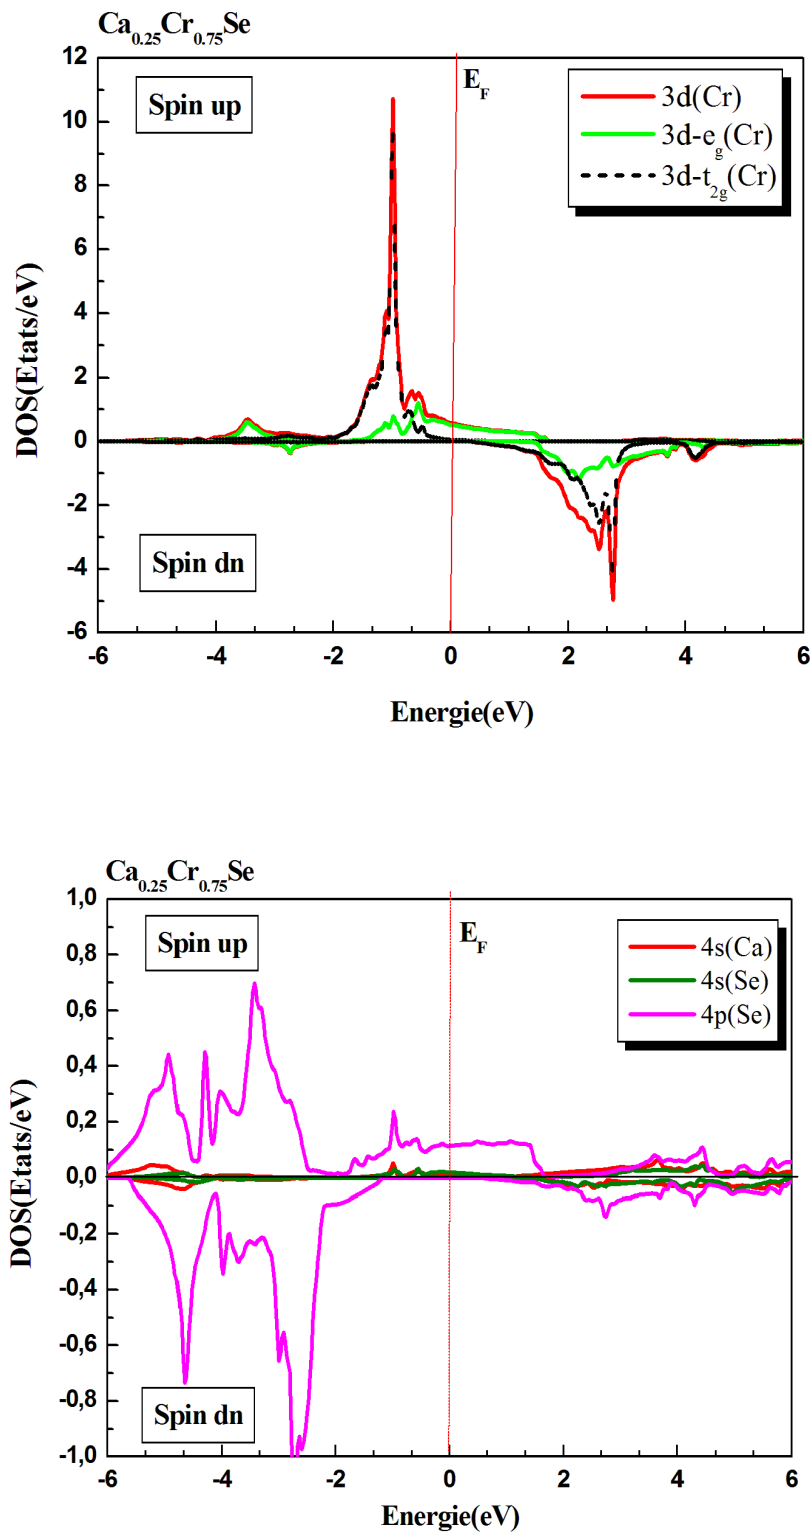 Ca0.25Cr0.75Se
12
10
8
6
4
2
0
-2
-4
-6
Spin up
EF
3d(Cr)
3d-eg(Cr)
3d-t2g(Cr)
Spin dn
DOS(Etats/eV)
-6 -4 -2 0 2 4 6
Energie(eV)
Ca0.25Cr0.75Se
1,0
0,8
0,6
0,4
0,2
0,0
-0,2
-0,4
-0,6
-0,8
-1,0
Spin up
EF
4s(Ca)
4s(Se)
4p(Se)
Spin dn
DOS(Etats/eV)
-6 -4 -2 0 2 4 6
Energie(eV)